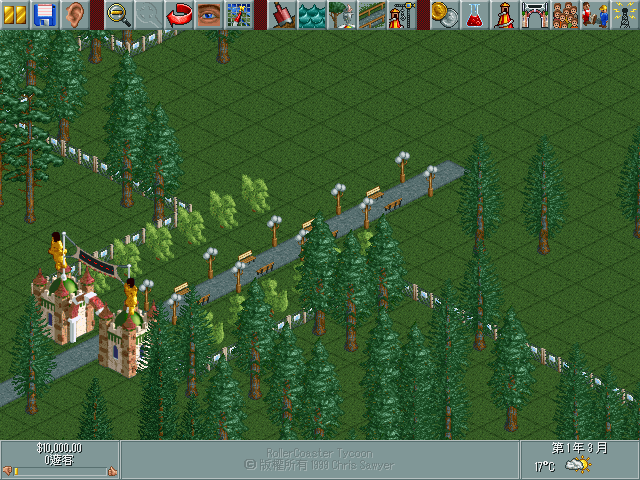 $10,000.00
0遊客
RollerCoaster Tycoon
© 版權所有 1999 Chris Sawyer
第 1 年 3 月
17°C